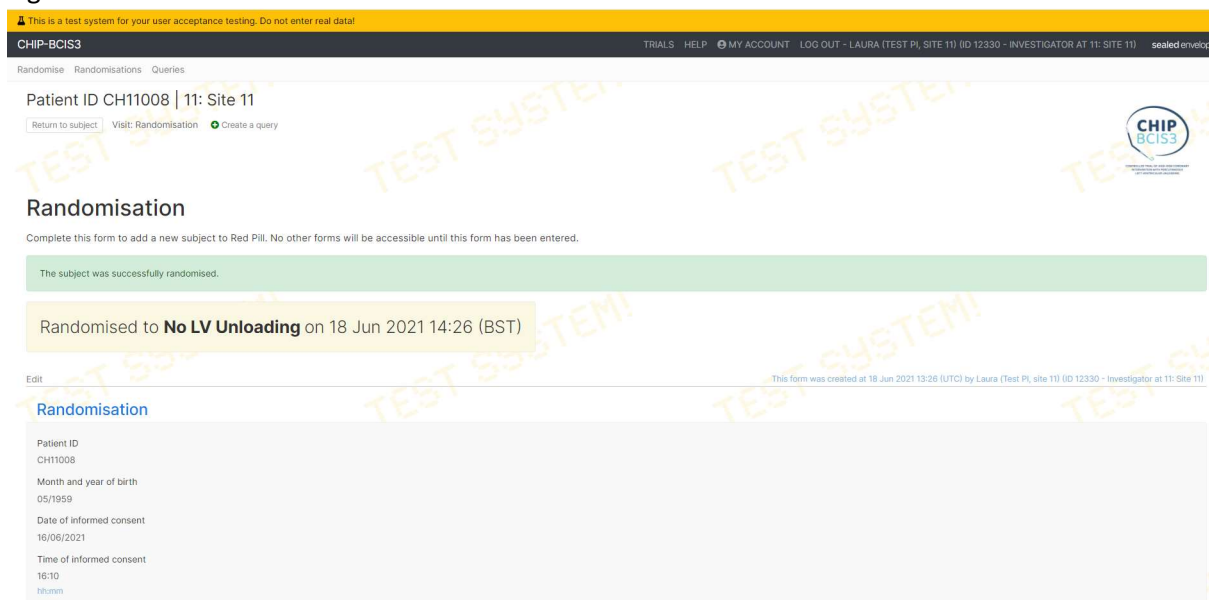 This is a test system for your user acceptance testing. Do not enter real data!
CHIP-BCIS3
TRIALS HELP MY ACCOUNT LOG OUT - LAURA (TEST PI, SITE 11) (ID 12330 - INVESTIGATOR AT 11: SITE 11) sealedenvelop
Randomise Randomisations Queries
Patient ID CH11008 | 11: Site 11
Return to subject Visit: Randomisation Create a query
CHIP
BCIS3
TEST SYSTEM!
Randomisation
Complete this form to add a new subject to Red Pill. No other forms will be accessible until this form has been entered.
The subject was successfully randomised.
Randomised to No LV Unloading on 18 Jun 2021 14:26 (BST)
Edit
This form was created at 18 Jun 2021 13:26 (UTC) by Laura (Test PI, site 11) (ID 12330 - Investigator at 11: Site 11)
Randomisation
Patient ID
CH11008
Month and year of birth
05/1959
Date of informed consent
16/06/2021
Time of informed consent
16:10
hh:mm